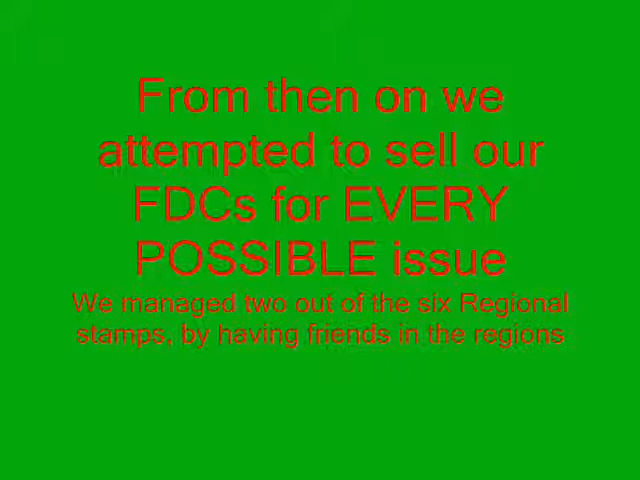 From then on we
attempted to sell our
FDCs for EVERY
POSSIBLE issue
We managed two out of the six Regional
stamps, by having friends in the regions